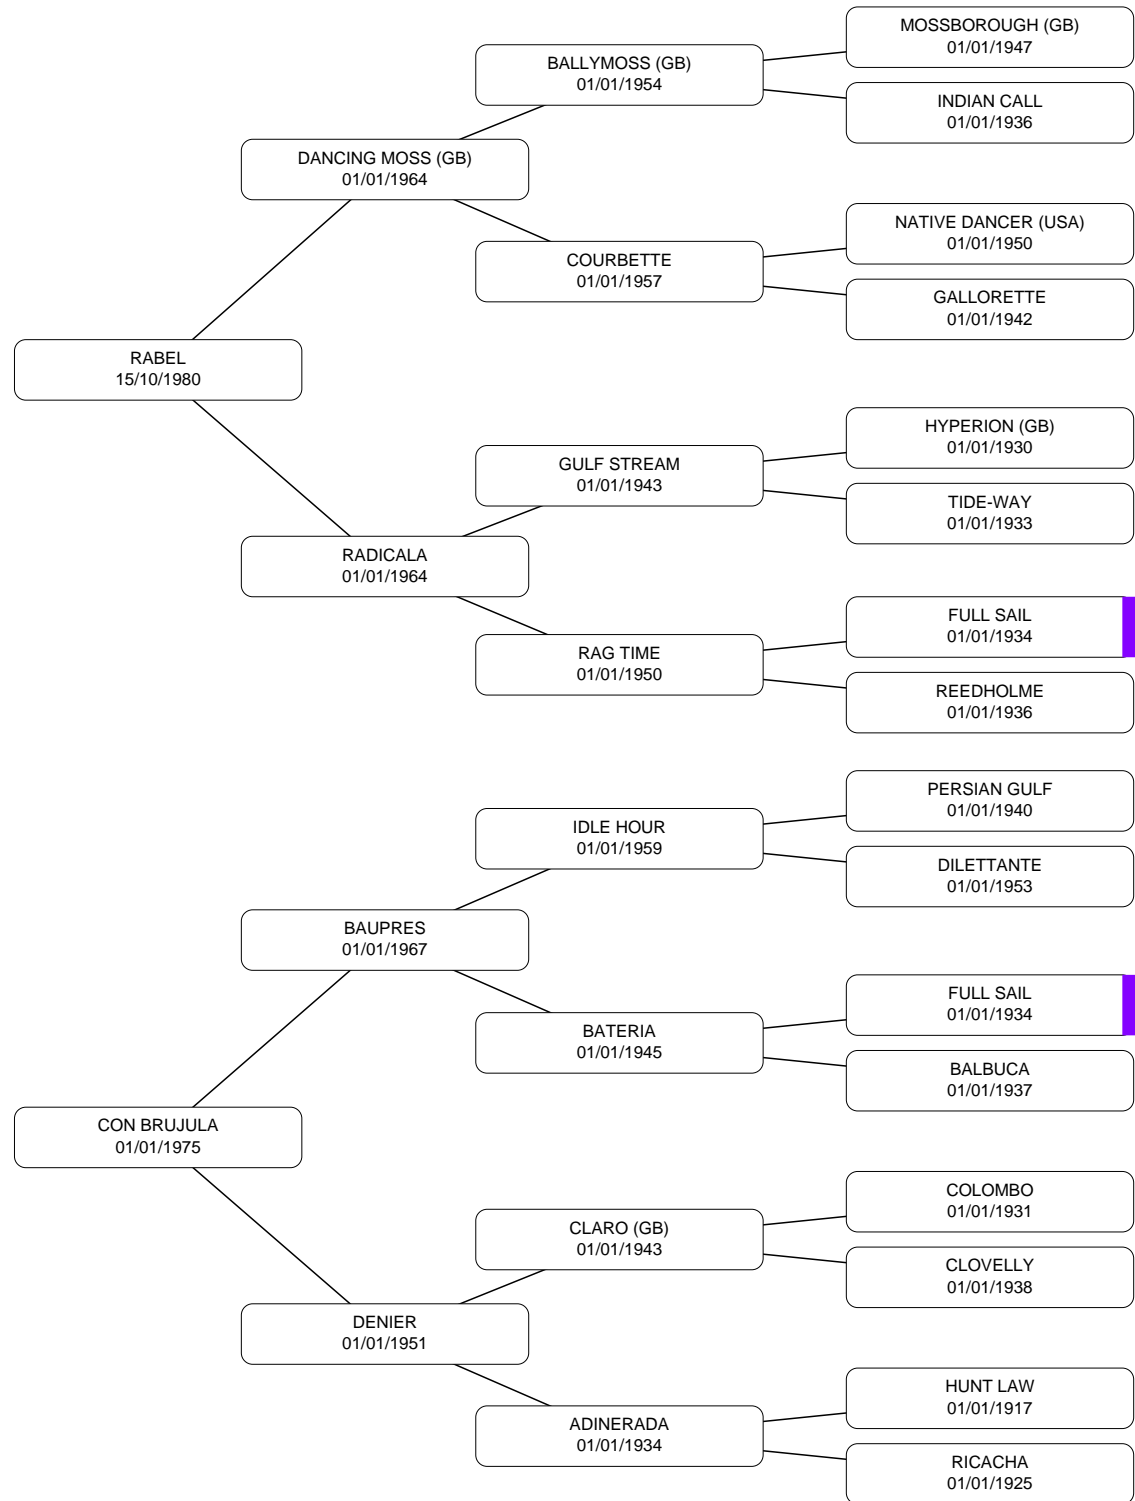 MOSSBOROUGH (GB)
01/01/1947
BALLYMOSS (GB)
01/01/1954
INDIAN CALL
01/01/1936
DANCING MOSS (GB)
01/01/1964
NATIVE DANCER (USA)
01/01/1950
COURBETTE
01/01/1957
GALLORETTE
01/01/1942
RABEL
15/10/1980
HYPERION (GB)
01/01/1930
GULF STREAM
01/01/1943
TIDE-WAY
01/01/1933
RADICALA
01/01/1964
FULL SAIL
01/01/1934
RAG TIME
01/01/1950
REEDHOLME
01/01/1936
PERSIAN GULF
01/01/1940
IDLE HOUR
01/01/1959
DILETTANTE
01/01/1953
BAUPRES
01/01/1967
FULL SAIL
01/01/1934
BATERIA
01/01/1945
BALBUCA
01/01/1937
CON BRUJULA
01/01/1975
COLOMBO
01/01/1931
CLARO (GB)
01/01/1943
CLOVELLY
01/01/1938
DENIER
01/01/1951
HUNT LAW
01/01/1917
ADINERADA
01/01/1934
RICACHA
01/01/1925